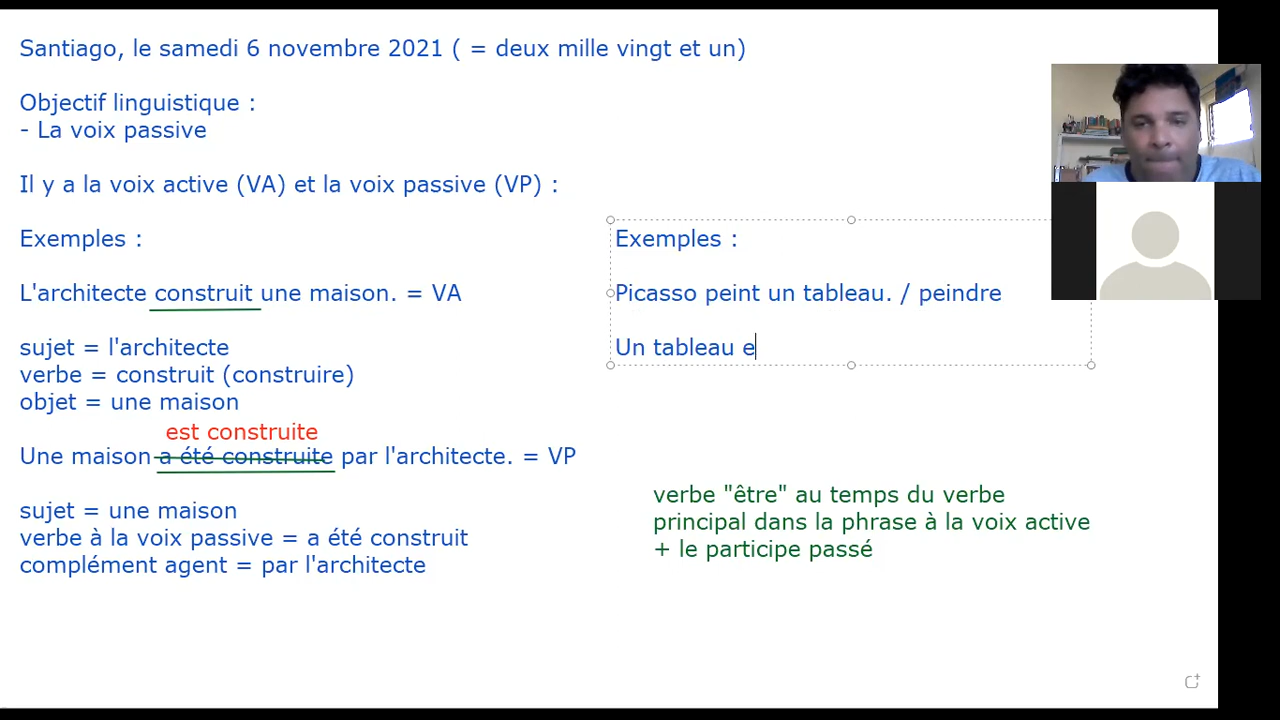 Santiago, le samedi 6 novembre 2021 ( = deux mille vingt et un)
Objectif linguistique :
- La voix passive
Il y a la voix active (VA) et la voix passive (VP) :
Exemples :
L'architecte construit une maison. = VA
sujet = l'architecte
verbe = construit (construire)
objet = une maison
est construite
Une maison a été construite par l'architecte. = VP
sujet = une maison
verbe à la voix passive = a été construit
complément agent = par l'architecte
Exemples :
Picasso peint un tableau. / peindre
Un tableau e
verbe "être" au temps du verbe
principal dans la phrase à la voix active
+ le participe passé